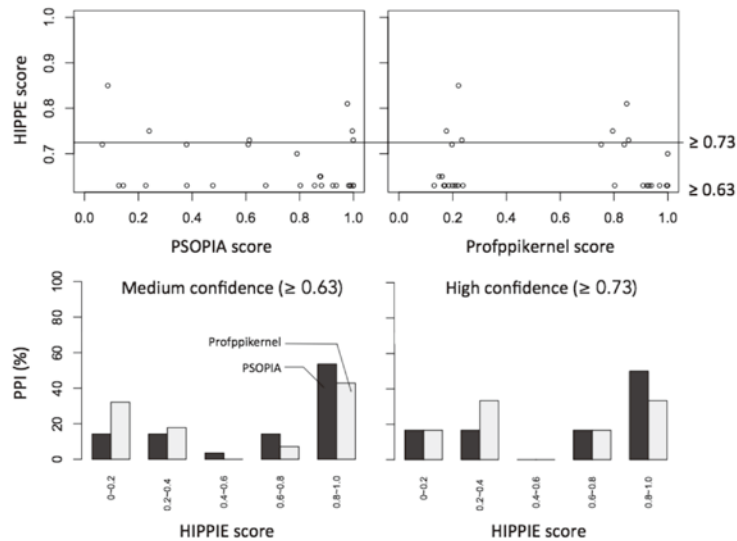 HIPPE score
1.0
0.9
0.8
0.7
≥ 0.73
≥ 0.63
0.0 0.2 0.4 0.6 0.8 1.0
0.0 0.2 0.4 0.6 0.8 1.0
PSOPIA score
Profppikernel score
PPI (%)
100
80
60
40
20
0
Medium confidence (≥ 0.63)
Profppikernel
PSOPIA
High confidence (≥ 0.73)
0–0.2
0.2–0.4
0.4–0.6
0.6–0.8
0.8–1.0
0–0.2
0.2–0.4
0.4–0.6
0.6–0.8
0.8–1.0
HIPPIE score
HIPPIE score